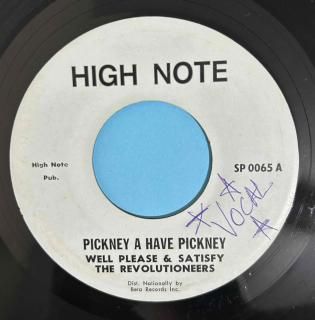 HIGH NOTE
High Note
Pub.
SP 0065 A
VOCAL
PICKNEY A HAVE PICKNEY
WELL PLEASE & SATISFY
THE REVOLUTIONEERS
Dist. Nationally by
Bera Records Inc.